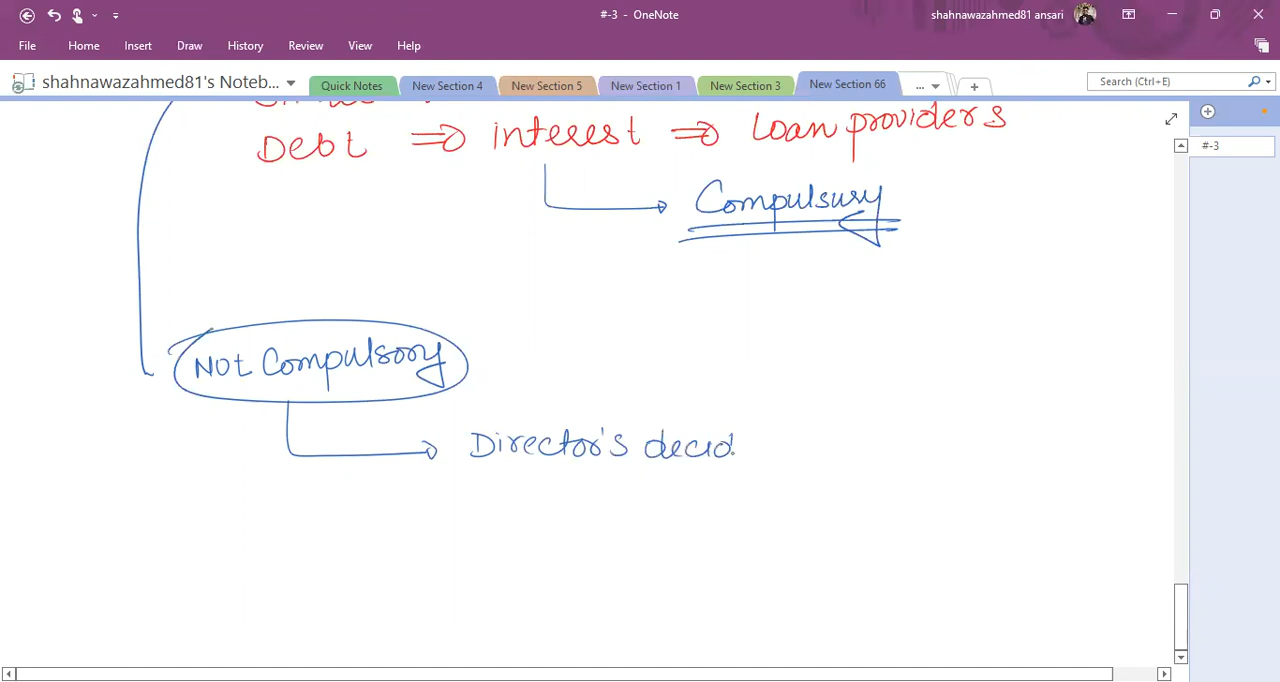 #-3 - OneNote
shahnawazahmed81 ansari
File Home Insert Draw History Review View Help
shahnawazahmed81's Noteb... Quick Notes New Section 4 New Section 5 New Section 1 New Section 3 New Section 66 ... Search (Ctrl+E)
#-3
Debt ⇒ interest ⇒ Loan providers
Compulsury
Not Compulsory
Director's decid